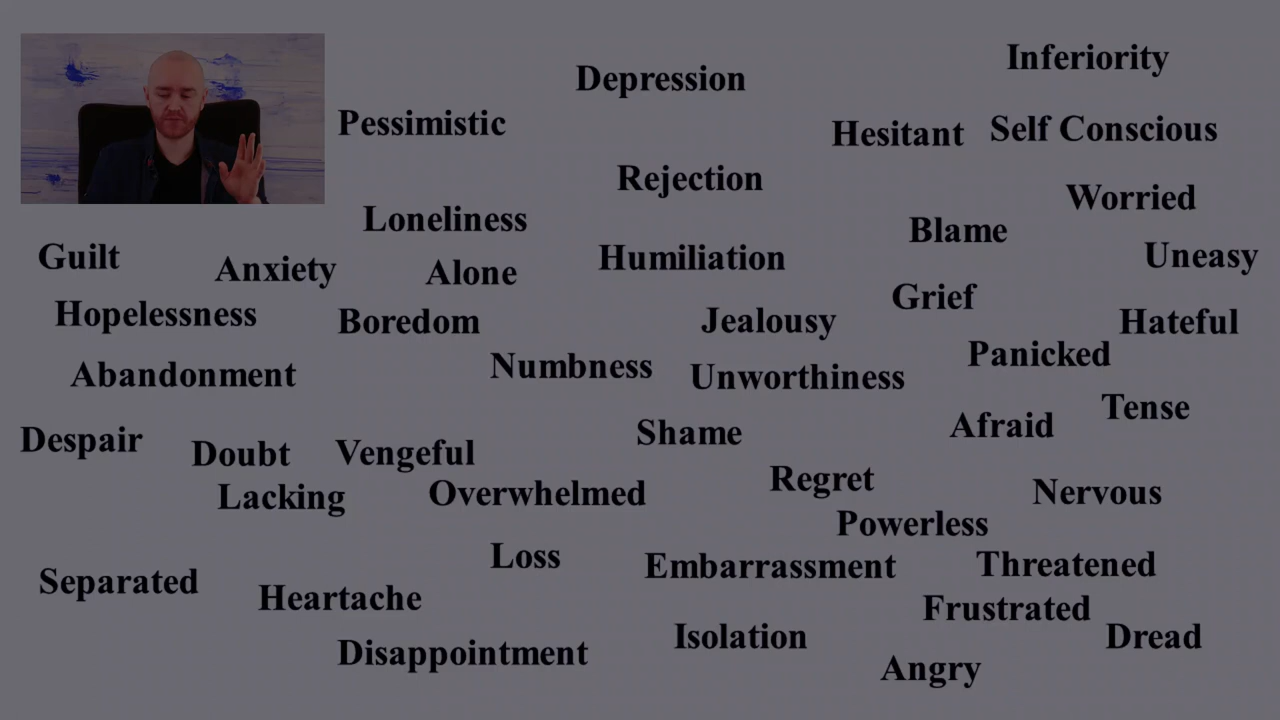 Inferiority
Depression
Pessimistic
Hesitant
Self Conscious
Rejection
Worried
Loneliness
Blame
Guilt
Anxiety
Alone
Humiliation
Uneasy
Grief
Hopelessness
Boredom
Jealousy
Hateful
Panicked
Abandonment
Numbness
Unworthiness
Tense
Despair
Doubt
Vengeful
Shame
Afraid
Regret
Lacking
Overwhelmed
Nervous
Powerless
Loss
Embarrassment
Threatened
Separated
Heartache
Frustrated
Disappointment
Isolation
Dread
Angry